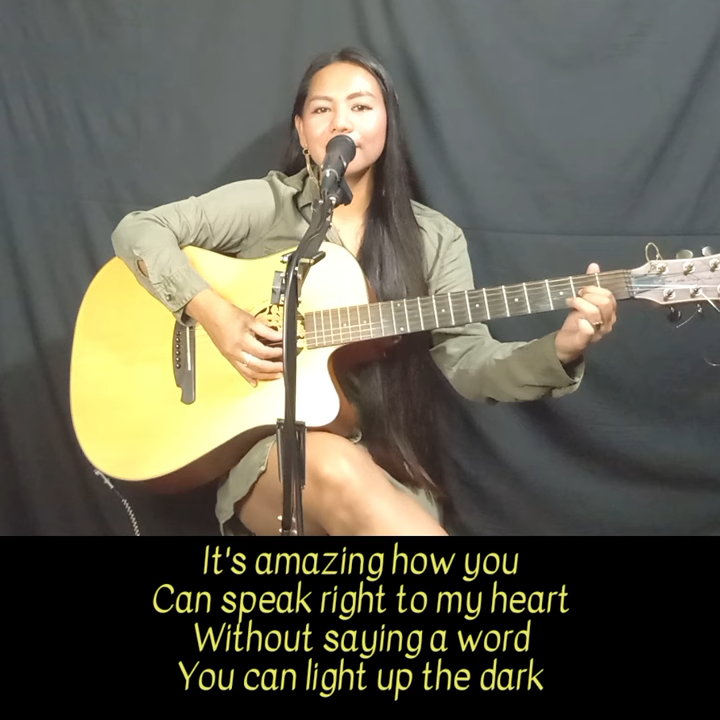 It's amazing how you
Can speak right to my heart
Without saying a word
You can light up the dark